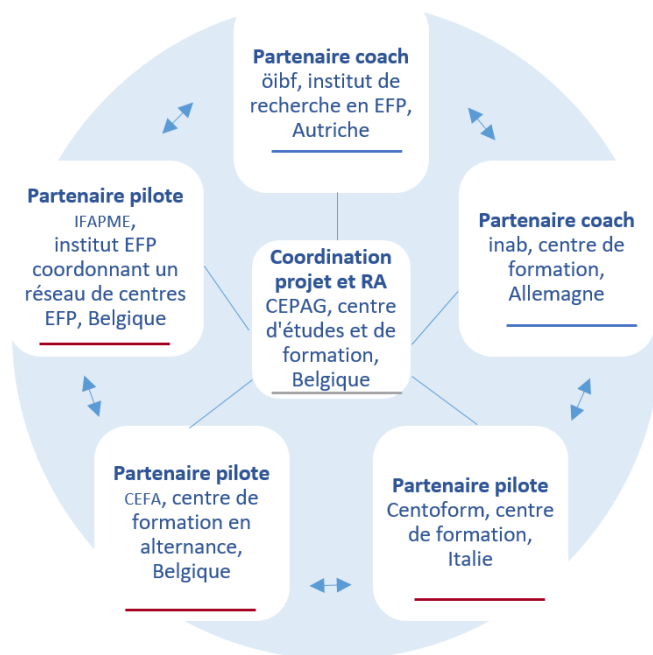 Partenaire coach
öibf, institut de
recherche en EFP,
Autriche
Partenaire pilote
IFAPME,
institut EFP
coordonnant un
réseau de centres
EFP, Belgique
Partenaire coach
inab, centre de
formation,
Allemagne
Coordination
projet et RA
CEPAG, centre
d'études et de
formation,
Belgique
Partenaire pilote
CEFA, centre de
formation en
alternance,
Belgique
Partenaire pilote
Centoform, centre
de formation,
Italie